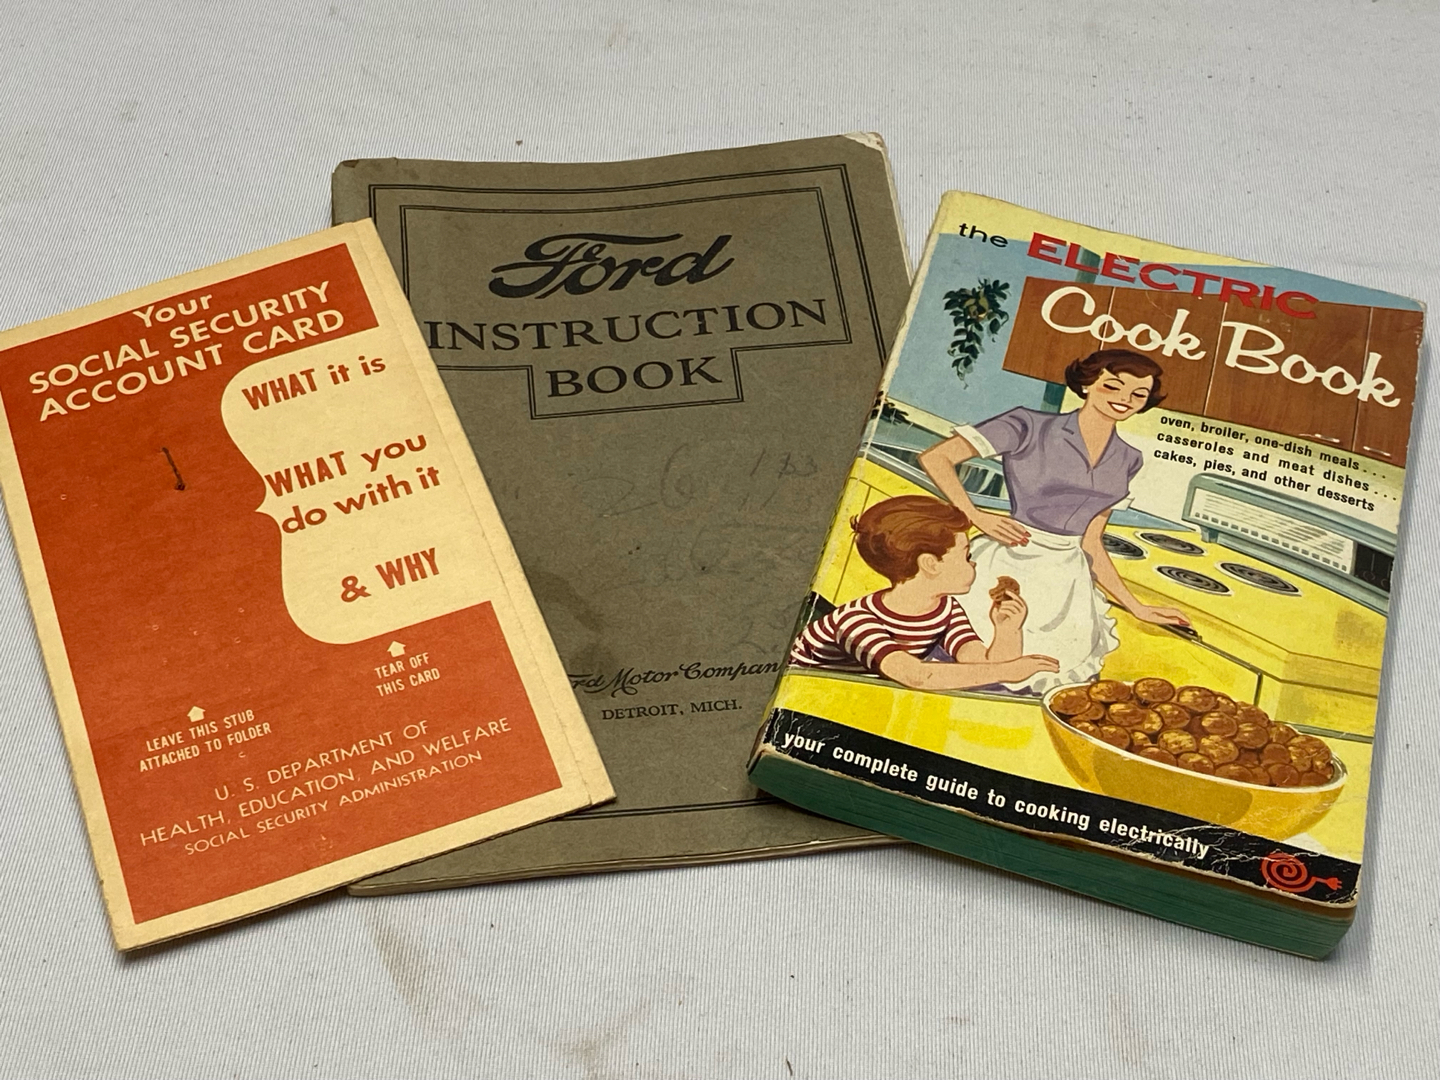 Your
SOCIAL SECURITY
ACCOUNT CARD
WHAT it is
WHAT you
do with it
& WHY
TEAR OFF
THIS CARD
LEAVE THIS STUB
ATTACHED TO FOLDER
U. S. DEPARTMENT OF
HEALTH, EDUCATION, AND WELFARE
SOCIAL SECURITY ADMINISTRATION
Ford
INSTRUCTION
BOOK
Motor Company
DETROIT, MICH.
the ELECTRIC
Cook Book
oven, broiler, one-dish meals...
casseroles and meat dishes...
cakes, pies, and other desserts
your complete guide to cooking electrically